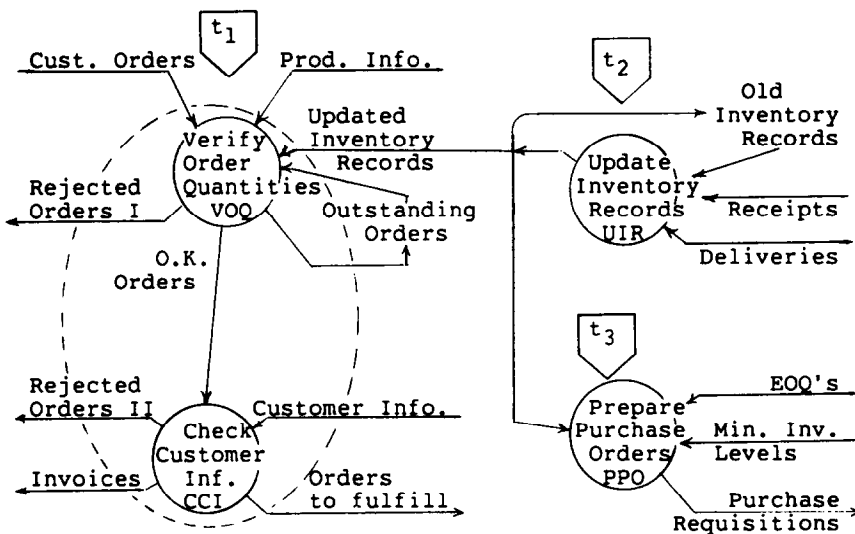 t1
Cust. Orders
Prod. Info.
Updated
Inventory
Records
Verify
Order
Quantities
VOQ
Rejected
Orders I
Outstanding
Orders
O.K.
Orders
Rejected
Orders II
Customer Info.
Check
Customer
Inf.
CCI
Invoices
Orders
to fulfill
t2
Old
Inventory
Records
Update
Inventory
Records
UIR
Receipts
Deliveries
t3
EOQ's
Prepare
Purchase
Orders
PPO
Min. Inv.
Levels
Purchase
Requisitions